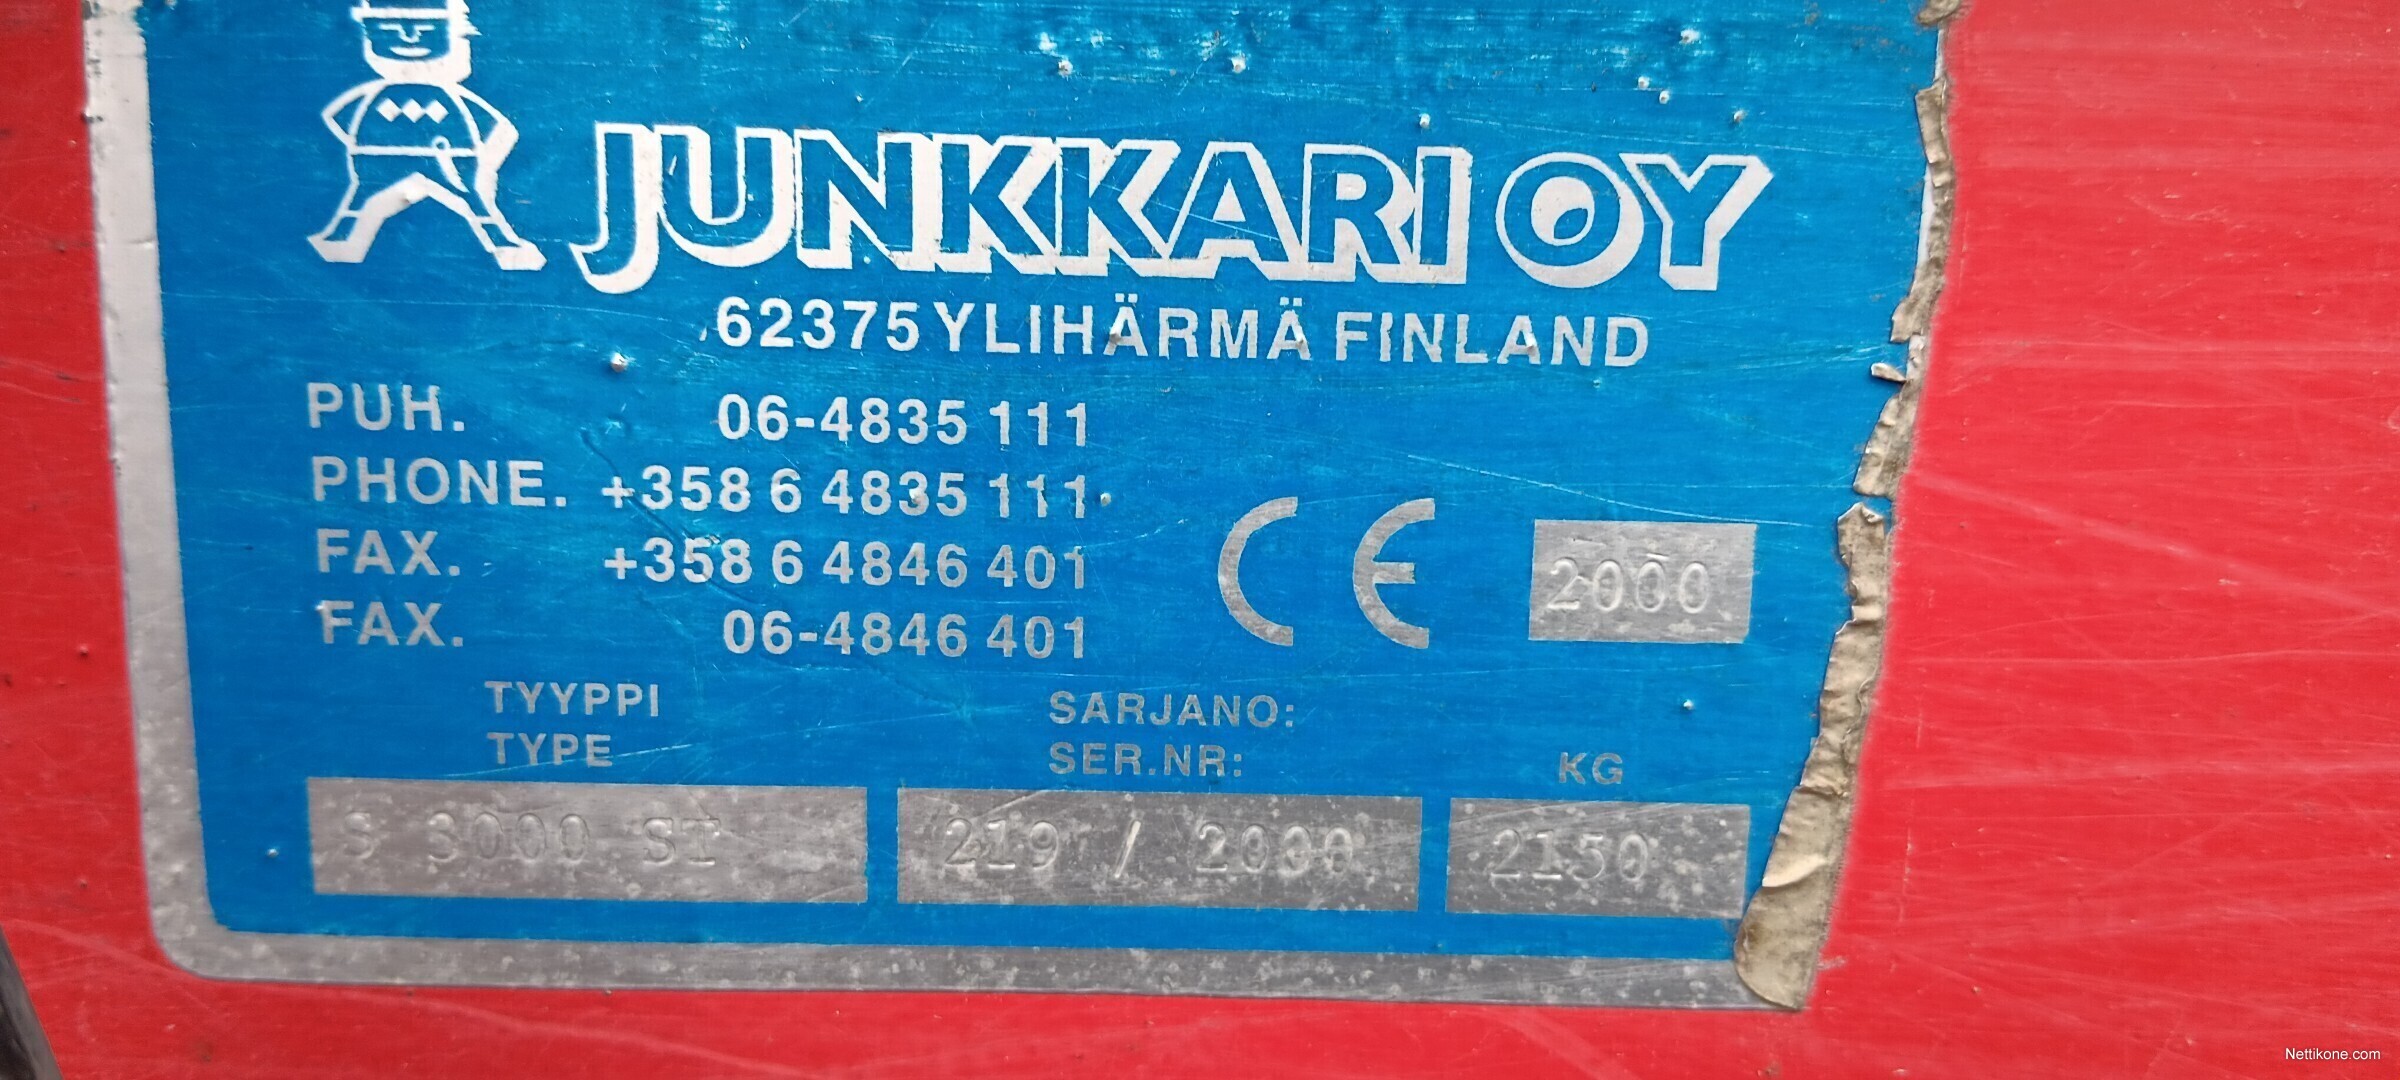 JUNKKARI OY
62375 YLIHÄRMÄ FINLAND
PUH. 06-4835 111
PHONE. +358 6 4835 111
FAX. +358 6 4846 401
FAX. 06-4846 401
CE 2000
TYYPPI
TYPE
SARJANO:
SER.NR:
KG
S 3000 ST
219 / 2000
2150
Nettikone.com